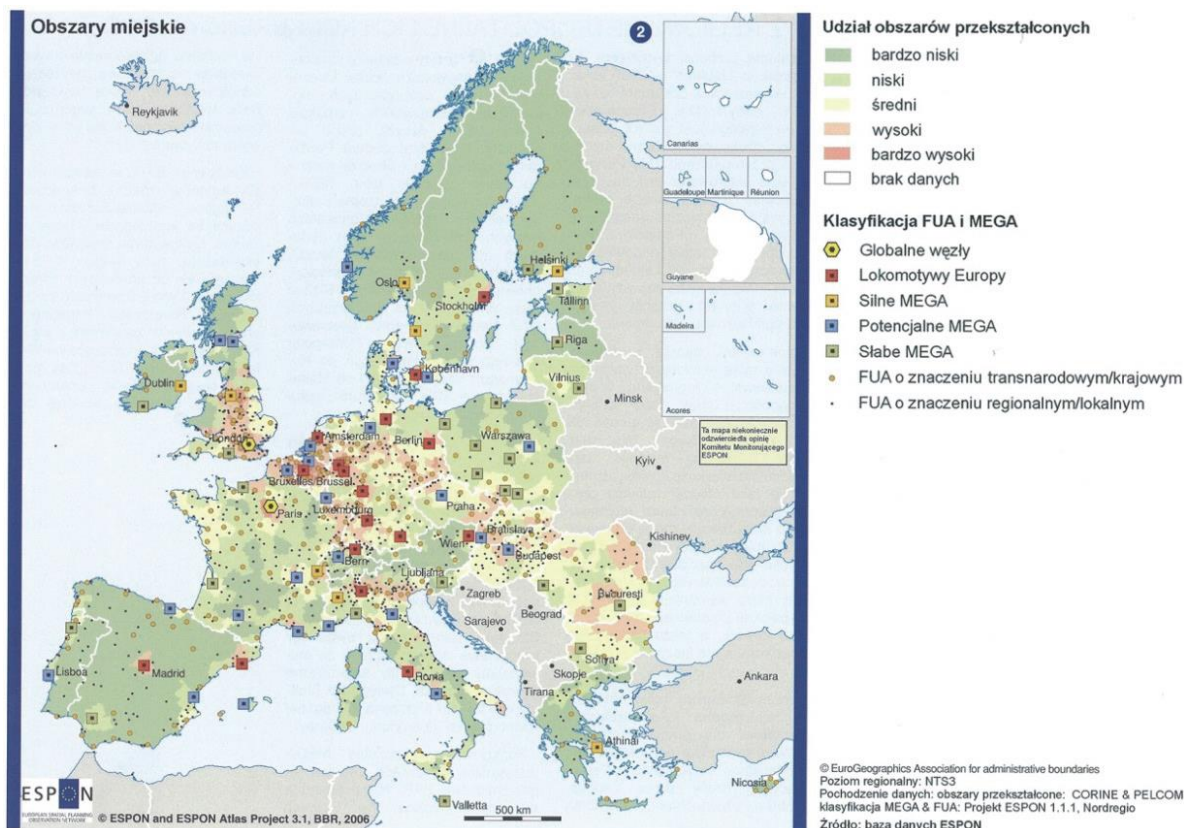 Obszary miejskie
2
Reykjavik
Canarias
Guadeloupe
Martinique
Réunion
Guyane
Madeira
Acores
Ta mapa niekoniecznie
odzwierciedla opinię
Komitetu Monitorującego
ESPON
Oslo
Helsinki
Stockholm
Tallinn
Riga
Dublin
København
Vilnius
Minsk
London
Amsterdam
Berlin
Warszawa
Kyiv
Bruxelles/Brussel
Paris
Luxembourg
Praha
Bratislava
Wien
Budapest
Kishinev
Bern
Ljubljana
Zagreb
Beograd
Bucuresti
Sarajevo
Sofiya
Lisboa
Madrid
Roma
Skopje
Tirana
Ankara
Athinai
Nicosia
Valletta
500 km
ESPON
EUROPEAN SPATIAL PLANNING
OBSERVATION NETWORK
© ESPON and ESPON Atlas Project 3.1, BBR, 2006
Udział obszarów przekształconych
bardzo niski
niski
średni
wysoki
bardzo wysoki
brak danych
Klasyfikacja FUA i MEGA
Globalne węzły
Lokomotywy Europy
Silne MEGA
Potencjalne MEGA
Słabe MEGA
FUA o znaczeniu transnarodowym/krajowym
FUA o znaczeniu regionalnym/lokalnym
© EuroGeographics Association for administrative boundaries
Poziom regionalny: NTS3
Pochodzenie danych: obszary przekształcone: CORINE & PELCOM
klasyfikacja MEGA & FUA: Projekt ESPON 1.1.1, Nordregio
Źródło: baza danych ESPON